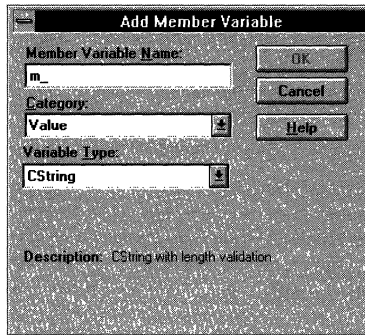 Add Member Variable
Member Variable Name:
OK
m_
Cancel
Category:
Value
Help
Variable Type:
CString
Description: CString with length validation